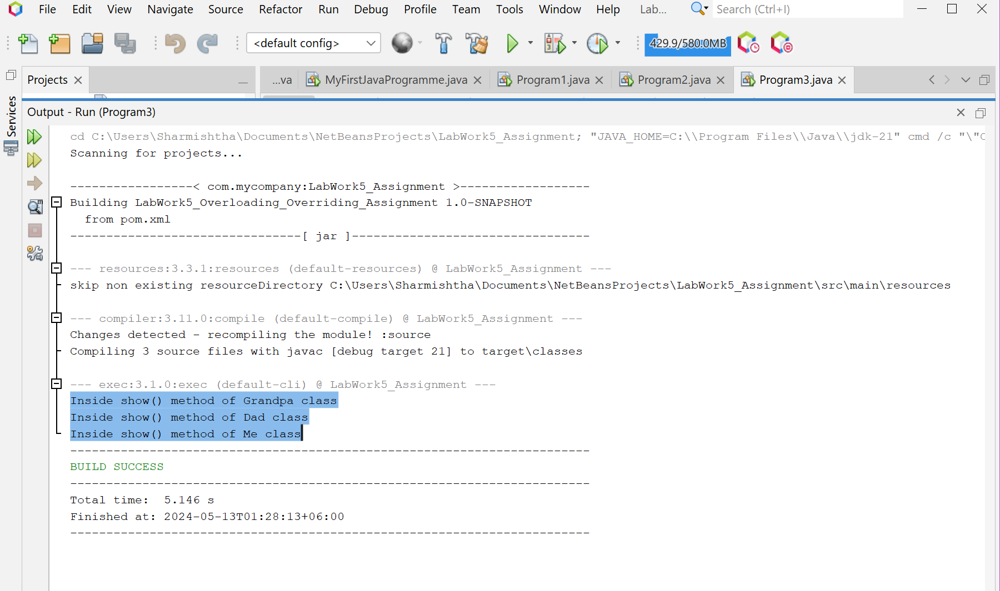 File Edit View Navigate Source Refactor Run Debug Profile Team Tools Window Help Lab... Search (Ctrl+I)
<default config> 429.9/580.0MB
Projects ...va MyFirstJavaProgramme.java Program1.java Program2.java Program3.java
Services
Output - Run (Program3)
cd C:\Users\Sharmishtha\Documents\NetBeansProjects\LabWork5_Assignment; "JAVA_HOME=C:\\Program Files\\Java\\jdk-21" cmd /c "\"C
Scanning for projects...
-----------------< com.mycompany:LabWork5_Assignment >------------------
Building LabWork5_Overloading_Overriding_Assignment 1.0-SNAPSHOT
from pom.xml
--------------------------------[ jar ]---------------------------------
--- resources:3.3.1:resources (default-resources) @ LabWork5_Assignment ---
skip non existing resourceDirectory C:\Users\Sharmishtha\Documents\NetBeansProjects\LabWork5_Assignment\src\main\resources
--- compiler:3.11.0:compile (default-compile) @ LabWork5_Assignment ---
Changes detected - recompiling the module! :source
Compiling 3 source files with javac [debug target 21] to target\classes
--- exec:3.1.0:exec (default-cli) @ LabWork5_Assignment ---
Inside show() method of Grandpa class
Inside show() method of Dad class
Inside show() method of Me class
------------------------------------------------------------------------
BUILD SUCCESS
------------------------------------------------------------------------
Total time:  5.146 s
Finished at: 2024-05-13T01:28:13+06:00
------------------------------------------------------------------------